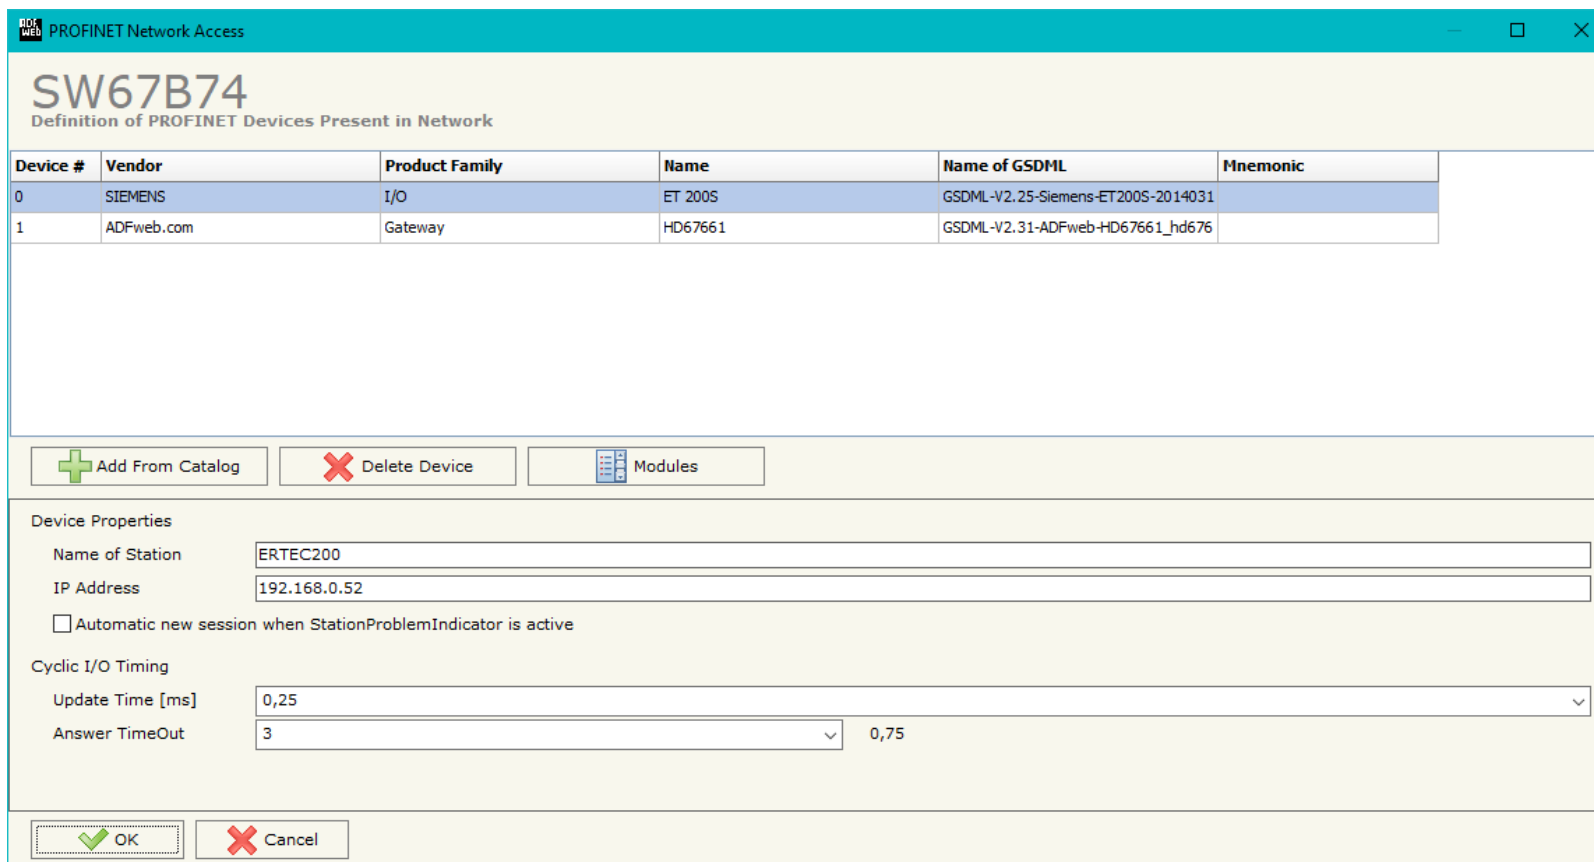 ADF WEB PROFINET Network Access
SW67B74
Definition of PROFINET Devices Present in Network
Device # Vendor Product Family Name Name of GSDML Mnemonic
0 SIEMENS I/O ET 200S GSDML-V2.25-Siemens-ET200S-2014031
1 ADFweb.com Gateway HD67661 GSDML-V2.31-ADFweb-HD67661_hd676
Add From Catalog Delete Device Modules
Device Properties
Name of Station ERTEC200
IP Address 192.168.0.52
Automatic new session when StationProblemIndicator is active
Cyclic I/O Timing
Update Time [ms] 0,25
Answer TimeOut 3 0,75
OK Cancel